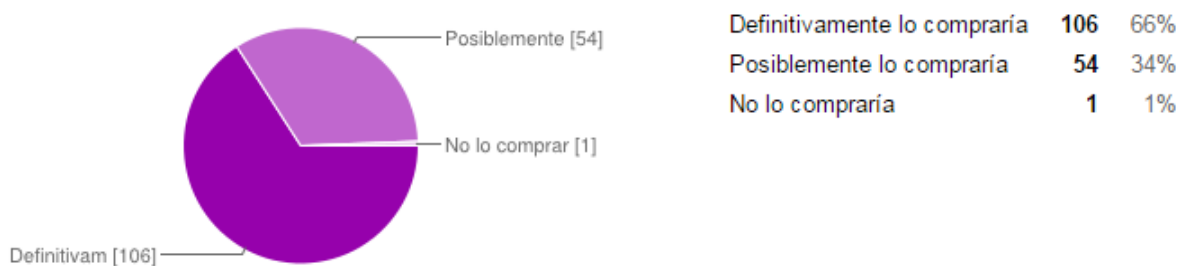 Posiblemente [54]
No lo comprar [1]
Definitivam [106]
Definitivamente lo compraría 106 66%
Posiblemente lo compraría 54 34%
No lo compraría 1 1%